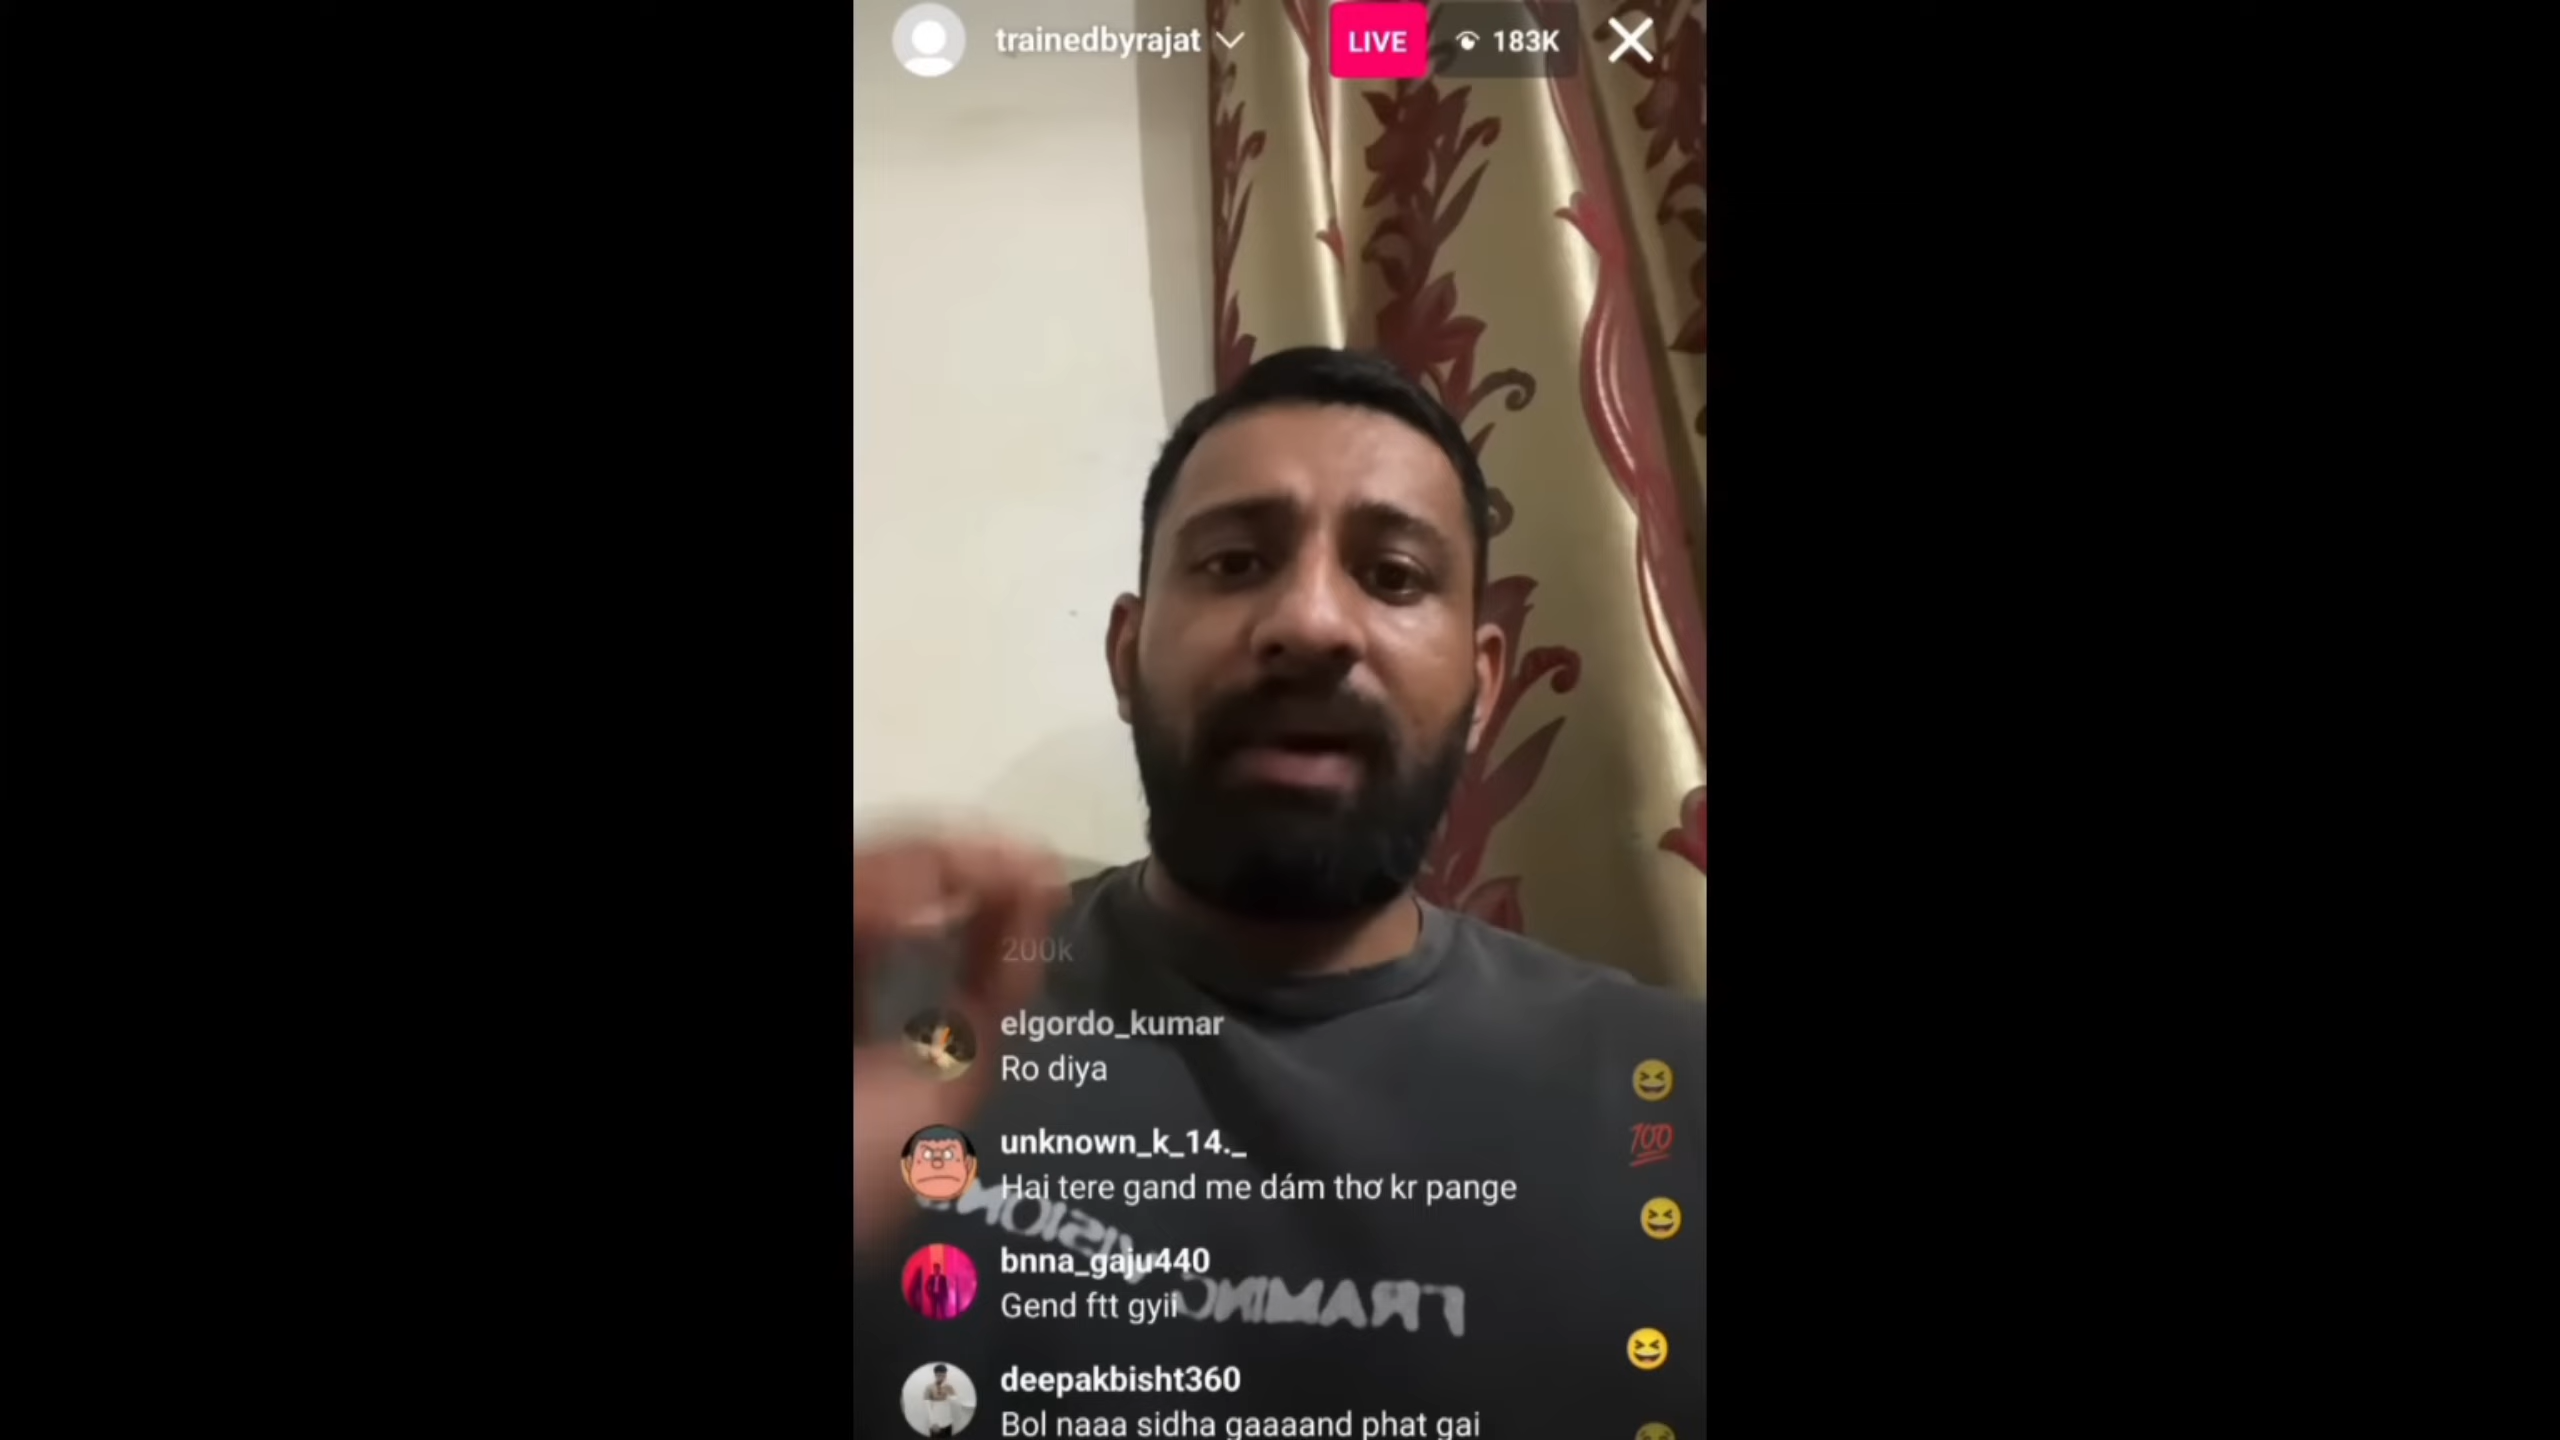 trainedbyrajat
LIVE
183K
200k
elgordo_kumar
Ro diya
unknown_k_14._
Hai tere gand me dám thơ kr pange
bnna_gaju440
Gend ftt gyii
deepakbisht360
Bol naaa sidha gaaaand phat gai